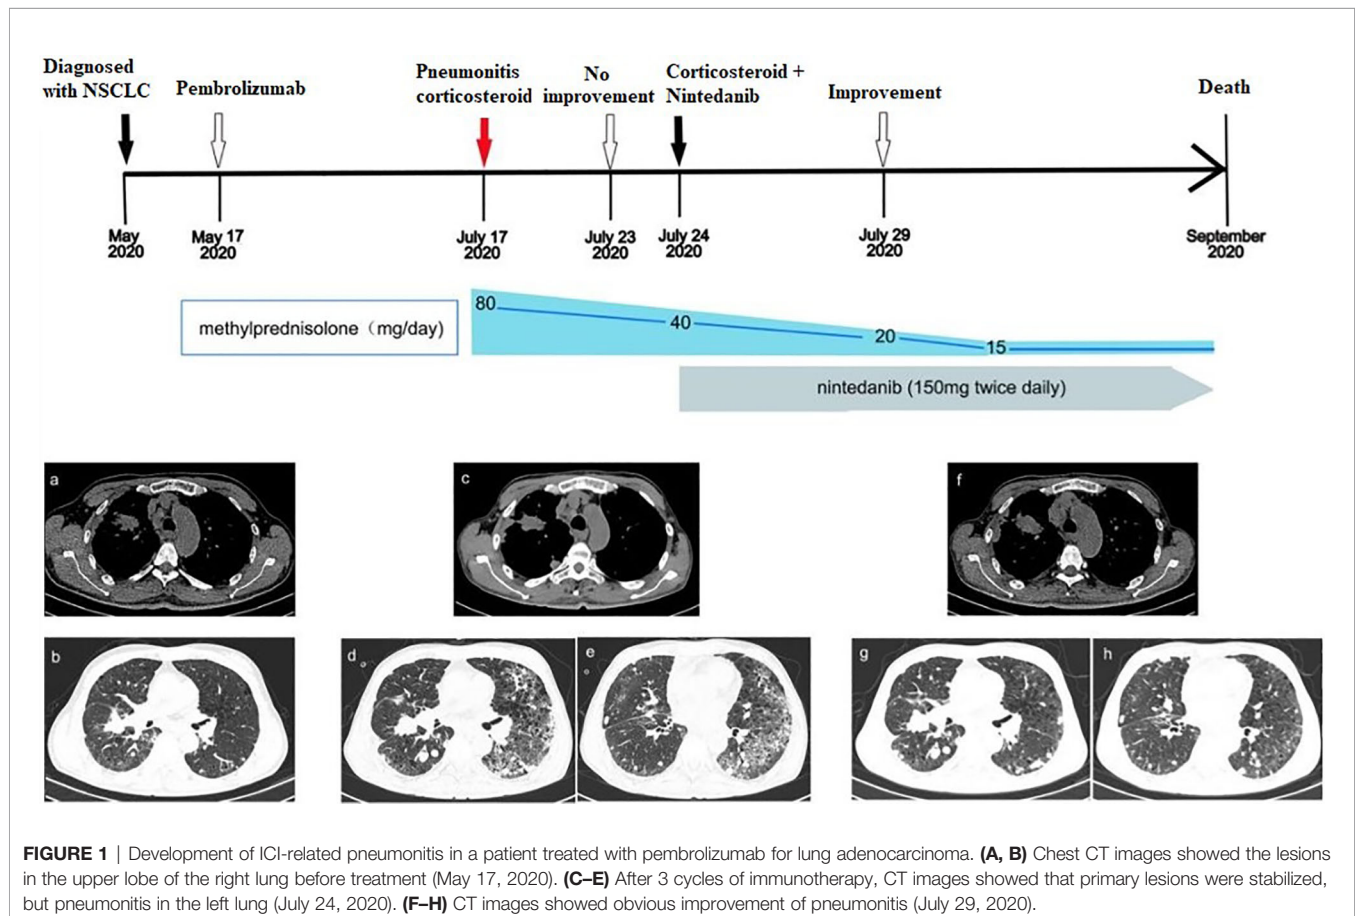 Diagnosed
with NSCLC
Pembrolizumab
Pneumonitis
corticosteroid
No
improvement
Corticosteroid +
Nintedanib
Improvement
Death
May
2020
May 17
2020
July 17
2020
July 23
2020
July 24
2020
July 29
2020
September
2020
methylprednisolone（mg/day)
80
40
20
15
nintedanib (150mg twice daily)
a
c
f
b
d
e
g
h
FIGURE 1 | Development of ICI-related pneumonitis in a patient treated with pembrolizumab for lung adenocarcinoma. (A, B) Chest CT images showed the lesions
in the upper lobe of the right lung before treatment (May 17, 2020). (C–E) After 3 cycles of immunotherapy, CT images showed that primary lesions were stabilized,
but pneumonitis in the left lung (July 24, 2020). (F–H) CT images showed obvious improvement of pneumonitis (July 29, 2020).